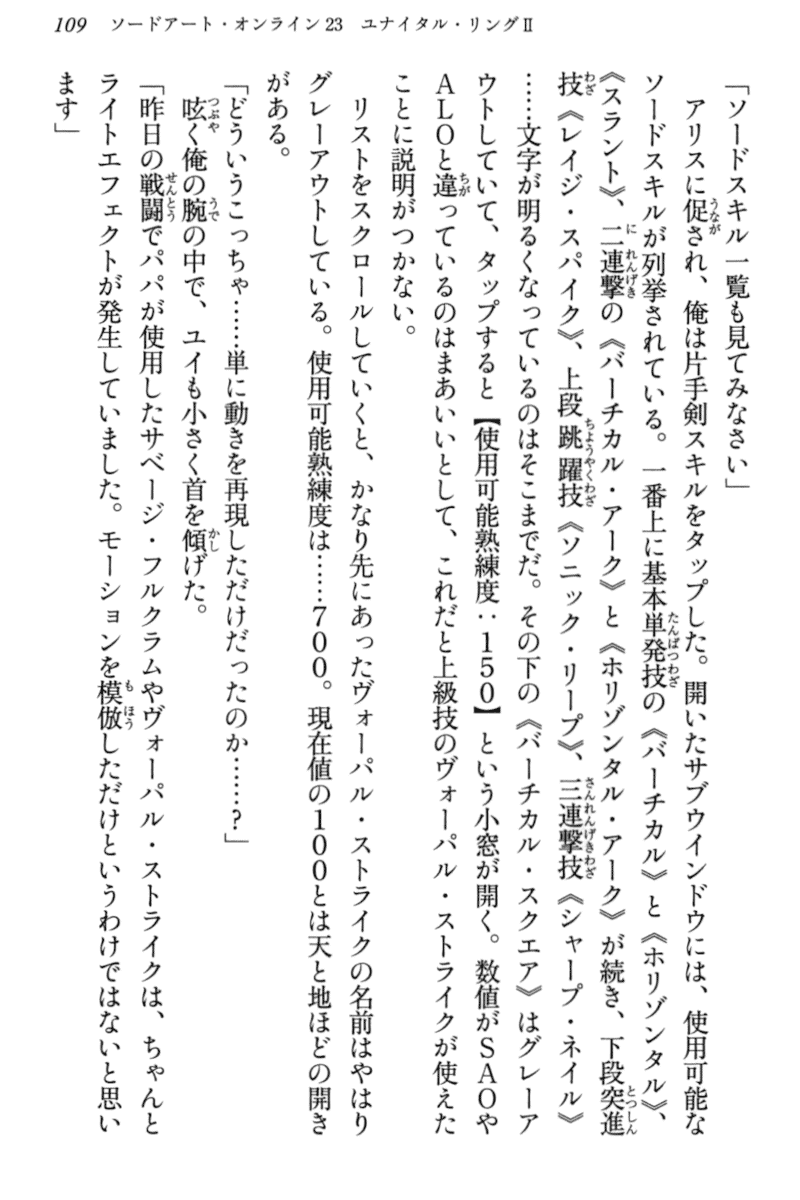 109 ソードアート・オンライン23 ユナイタル・リングⅡ
「ソードスキル一覧も見てみなさい」
アリスに促され、俺は片手剣スキルをタップした。開いたサブウインドウには、使用可能な
ソードスキルが列挙されている。一番上に基本単発技の《バーチカル》と《ホリゾンタル》、
《スラント》、二連撃の《バーチカル・アーク》と《ホリゾンタル・アーク》が続き、下段突進
技《レイジ・スパイク》、上段跳躍技《ソニック・リープ》、三連撃技《シャープ・ネイル》
……文字が明るくなっているのはそこまでだ。その下の《バーチカル・スクエア》はグレーア
ウトしていて、タップすると【使用可能熟練度：150】という小窓が開く。数値がSAOや
ALOと違っているのはまあいいとして、これだと上級技のヴォーパル・ストライクが使えた
ことに説明がつかない。
リストをスクロールしていくと、かなり先にあったヴォーパル・ストライクの名前はやはり
グレーアウトしている。使用可能熟練度は……700。現在値の100とは天と地ほどの開き
がある。
「どういうこっちゃ……単に動きを再現しただけだったのか……？」
呟く俺の腕の中で、ユイも小さく首を傾げた。
「昨日の戦闘でパパが使用したサベージ・フルクラムやヴォーパル・ストライクは、ちゃんと
ライトエフェクトが発生していました。モーションを模倣しただけというわけではないと思い
ます」